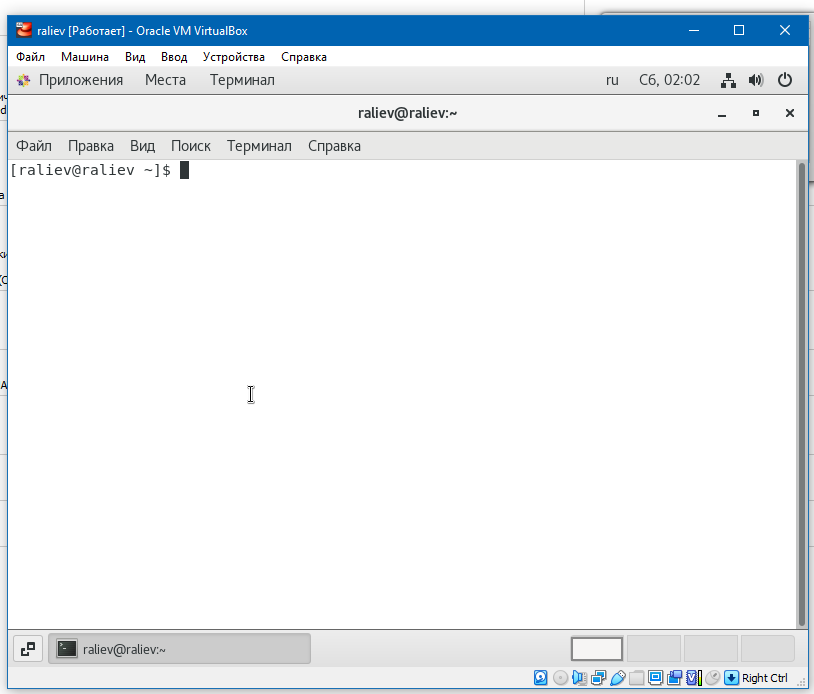 raliev [Работает] - Oracle VM VirtualBox
Файл Машина Вид Ввод Устройства Справка
Приложения Места Терминал ru Сб, 02:02
raliev@raliev:~
Файл Правка Вид Поиск Терминал Справка
[raliev@raliev ~]$
raliev@raliev:~
Right Ctrl